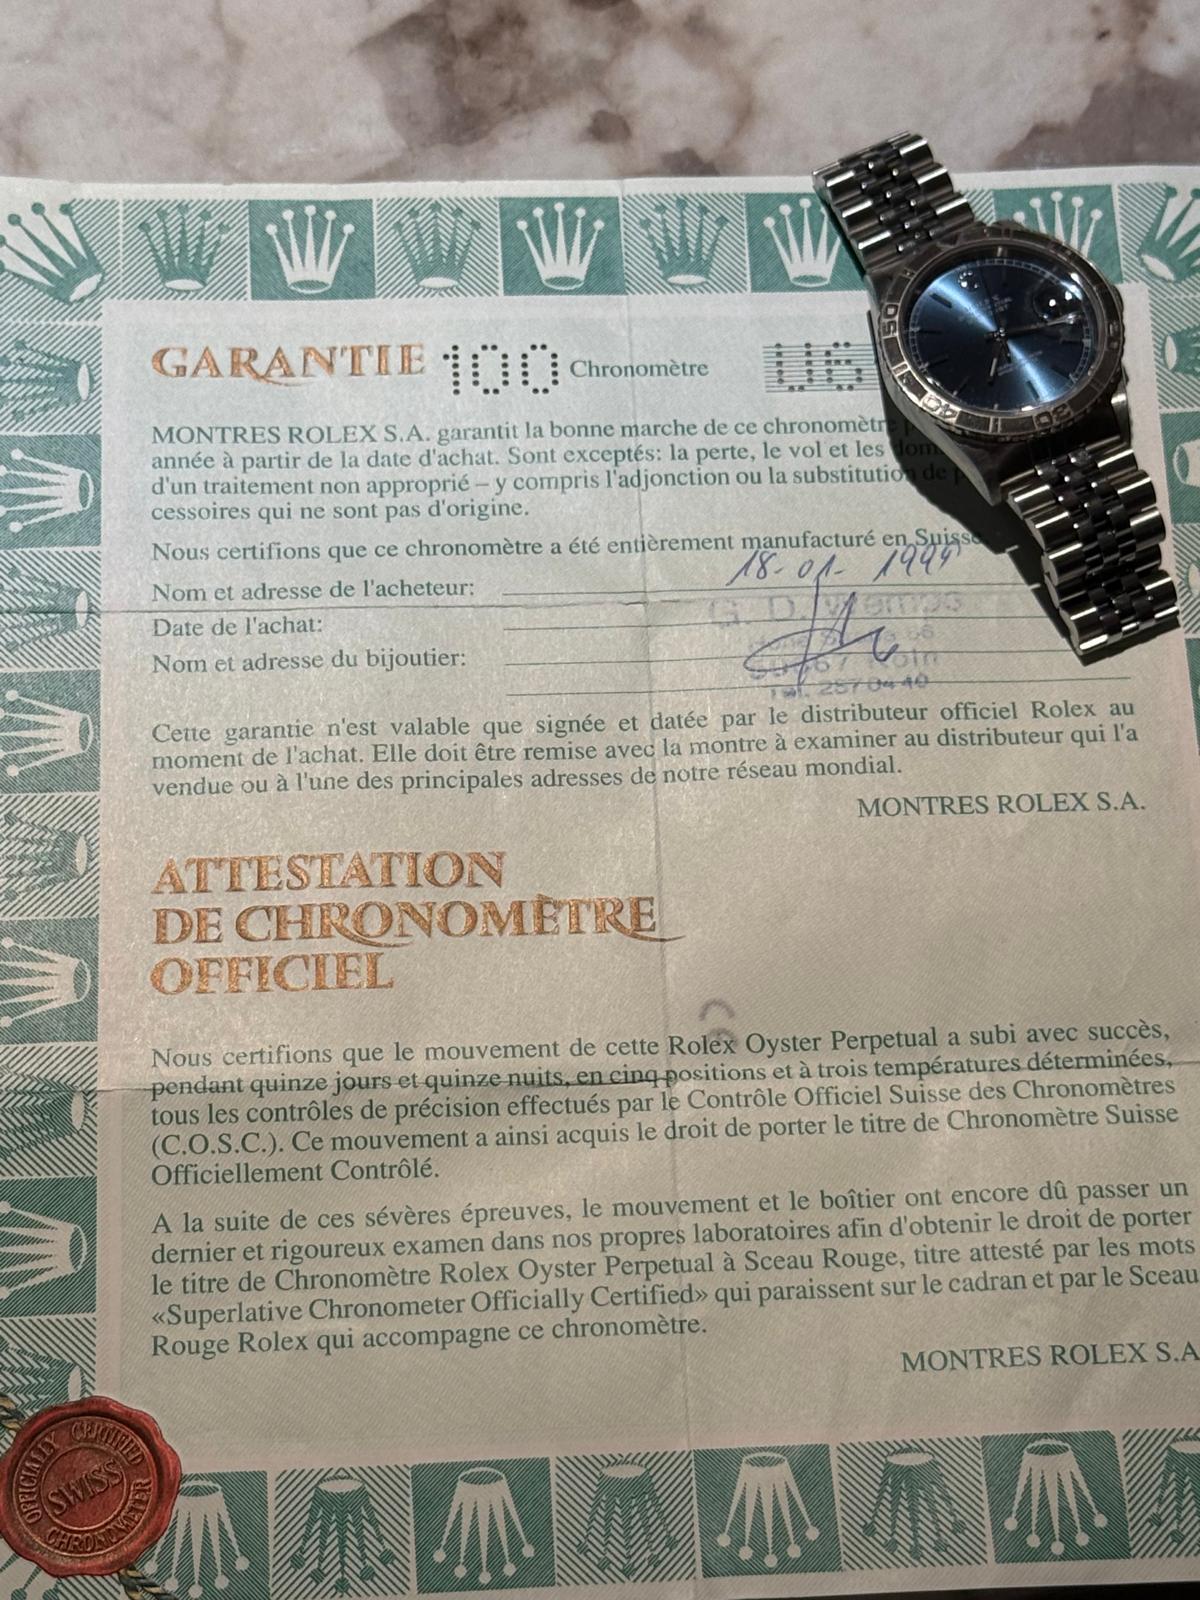 GARANTIE 100 Chronomètre U6
MONTRES ROLEX S.A. garantit la bonne marche de ce chronomètre
année à partir de la date d'achat. Sont exceptés: la perte, le vol et les dom
d'un traitement non approprié – y compris l'adjonction ou la substitution de
cessoires qui ne sont pas d'origine.
Nous certifions que ce chronomètre a été entièrement manufacturé en Suisse
18-01-1999
Nom et adresse de l'acheteur:
G. D. Wempe
Date de l'achat:
Nom et adresse du bijoutier:
Köln
Tel. 2570440
Cette garantie n'est valable que signée et datée par le distributeur officiel Rolex au
moment de l'achat. Elle doit être remise avec la montre à examiner au distributeur qui l'a
vendue ou à l'une des principales adresses de notre réseau mondial.
MONTRES ROLEX S.A.
ATTESTATION
DE CHRONOMÈTRE
OFFICIEL
Nous certifions que le mouvement de cette Rolex Oyster Perpetual a subi avec succès,
pendant quinze jours et quinze nuits, en cinq positions et à trois températures déterminées,
tous les contrôles de précision effectués par le Contrôle Officiel Suisse des Chronomètres
(C.O.S.C.). Ce mouvement a ainsi acquis le droit de porter le titre de Chronomètre Suisse
Officiellement Contrôlé.
A la suite de ces sévères épreuves, le mouvement et le boîtier ont encore dû passer un
dernier et rigoureux examen dans nos propres laboratoires afin d'obtenir le droit de porter
le titre de Chronomètre Rolex Oyster Perpetual à Sceau Rouge, titre attesté par les mots
«Superlative Chronometer Officially Certified» qui paraissent sur le cadran et par le Sceau
Rouge Rolex qui accompagne ce chronomètre.
MONTRES ROLEX S.A
OFFICIALLY CERTIFIED
SWISS
CHRONOMETER
50
40
30